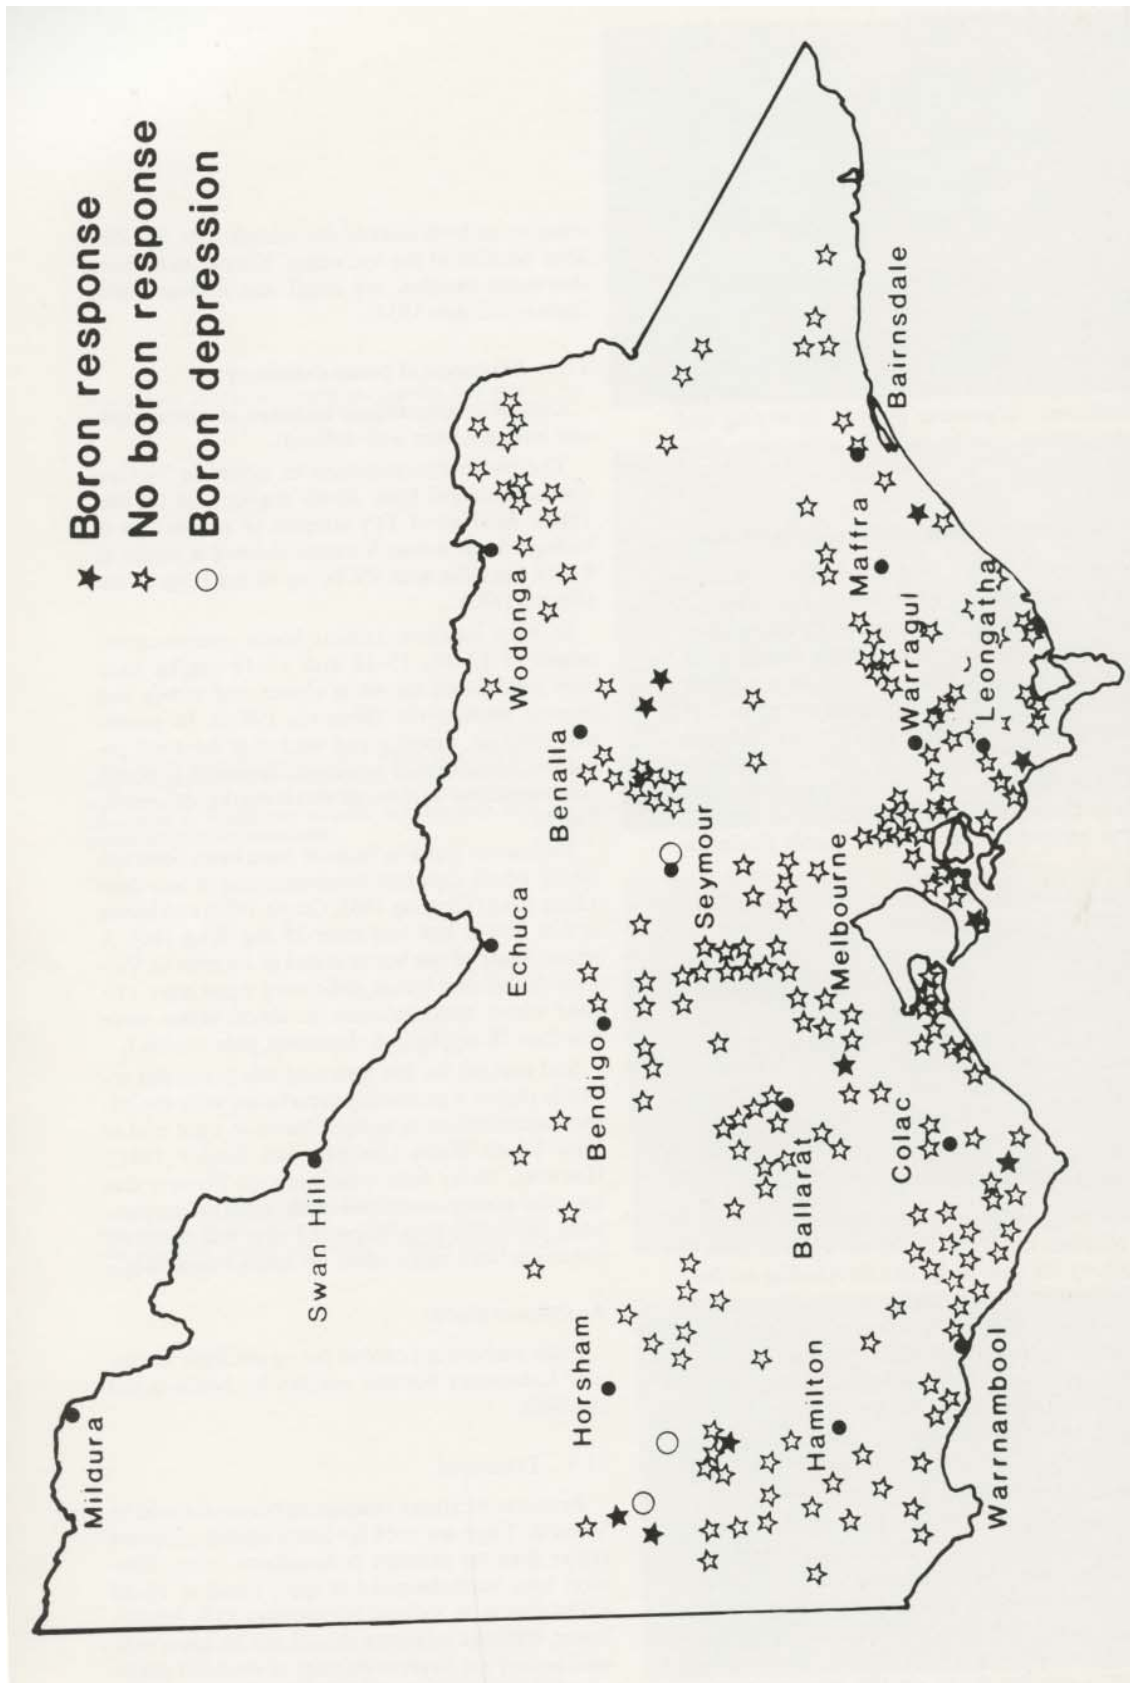 Boron response
No boron response
Boron depression
Mildura
Swan Hill
Echuca
Wodonga
Benalla
Bendigo
Horsham
Seymour
Bairnsdale
Maffra
Warragul
Leongatha
Melbourne
Ballarat
Colac
Hamilton
Warrnambool